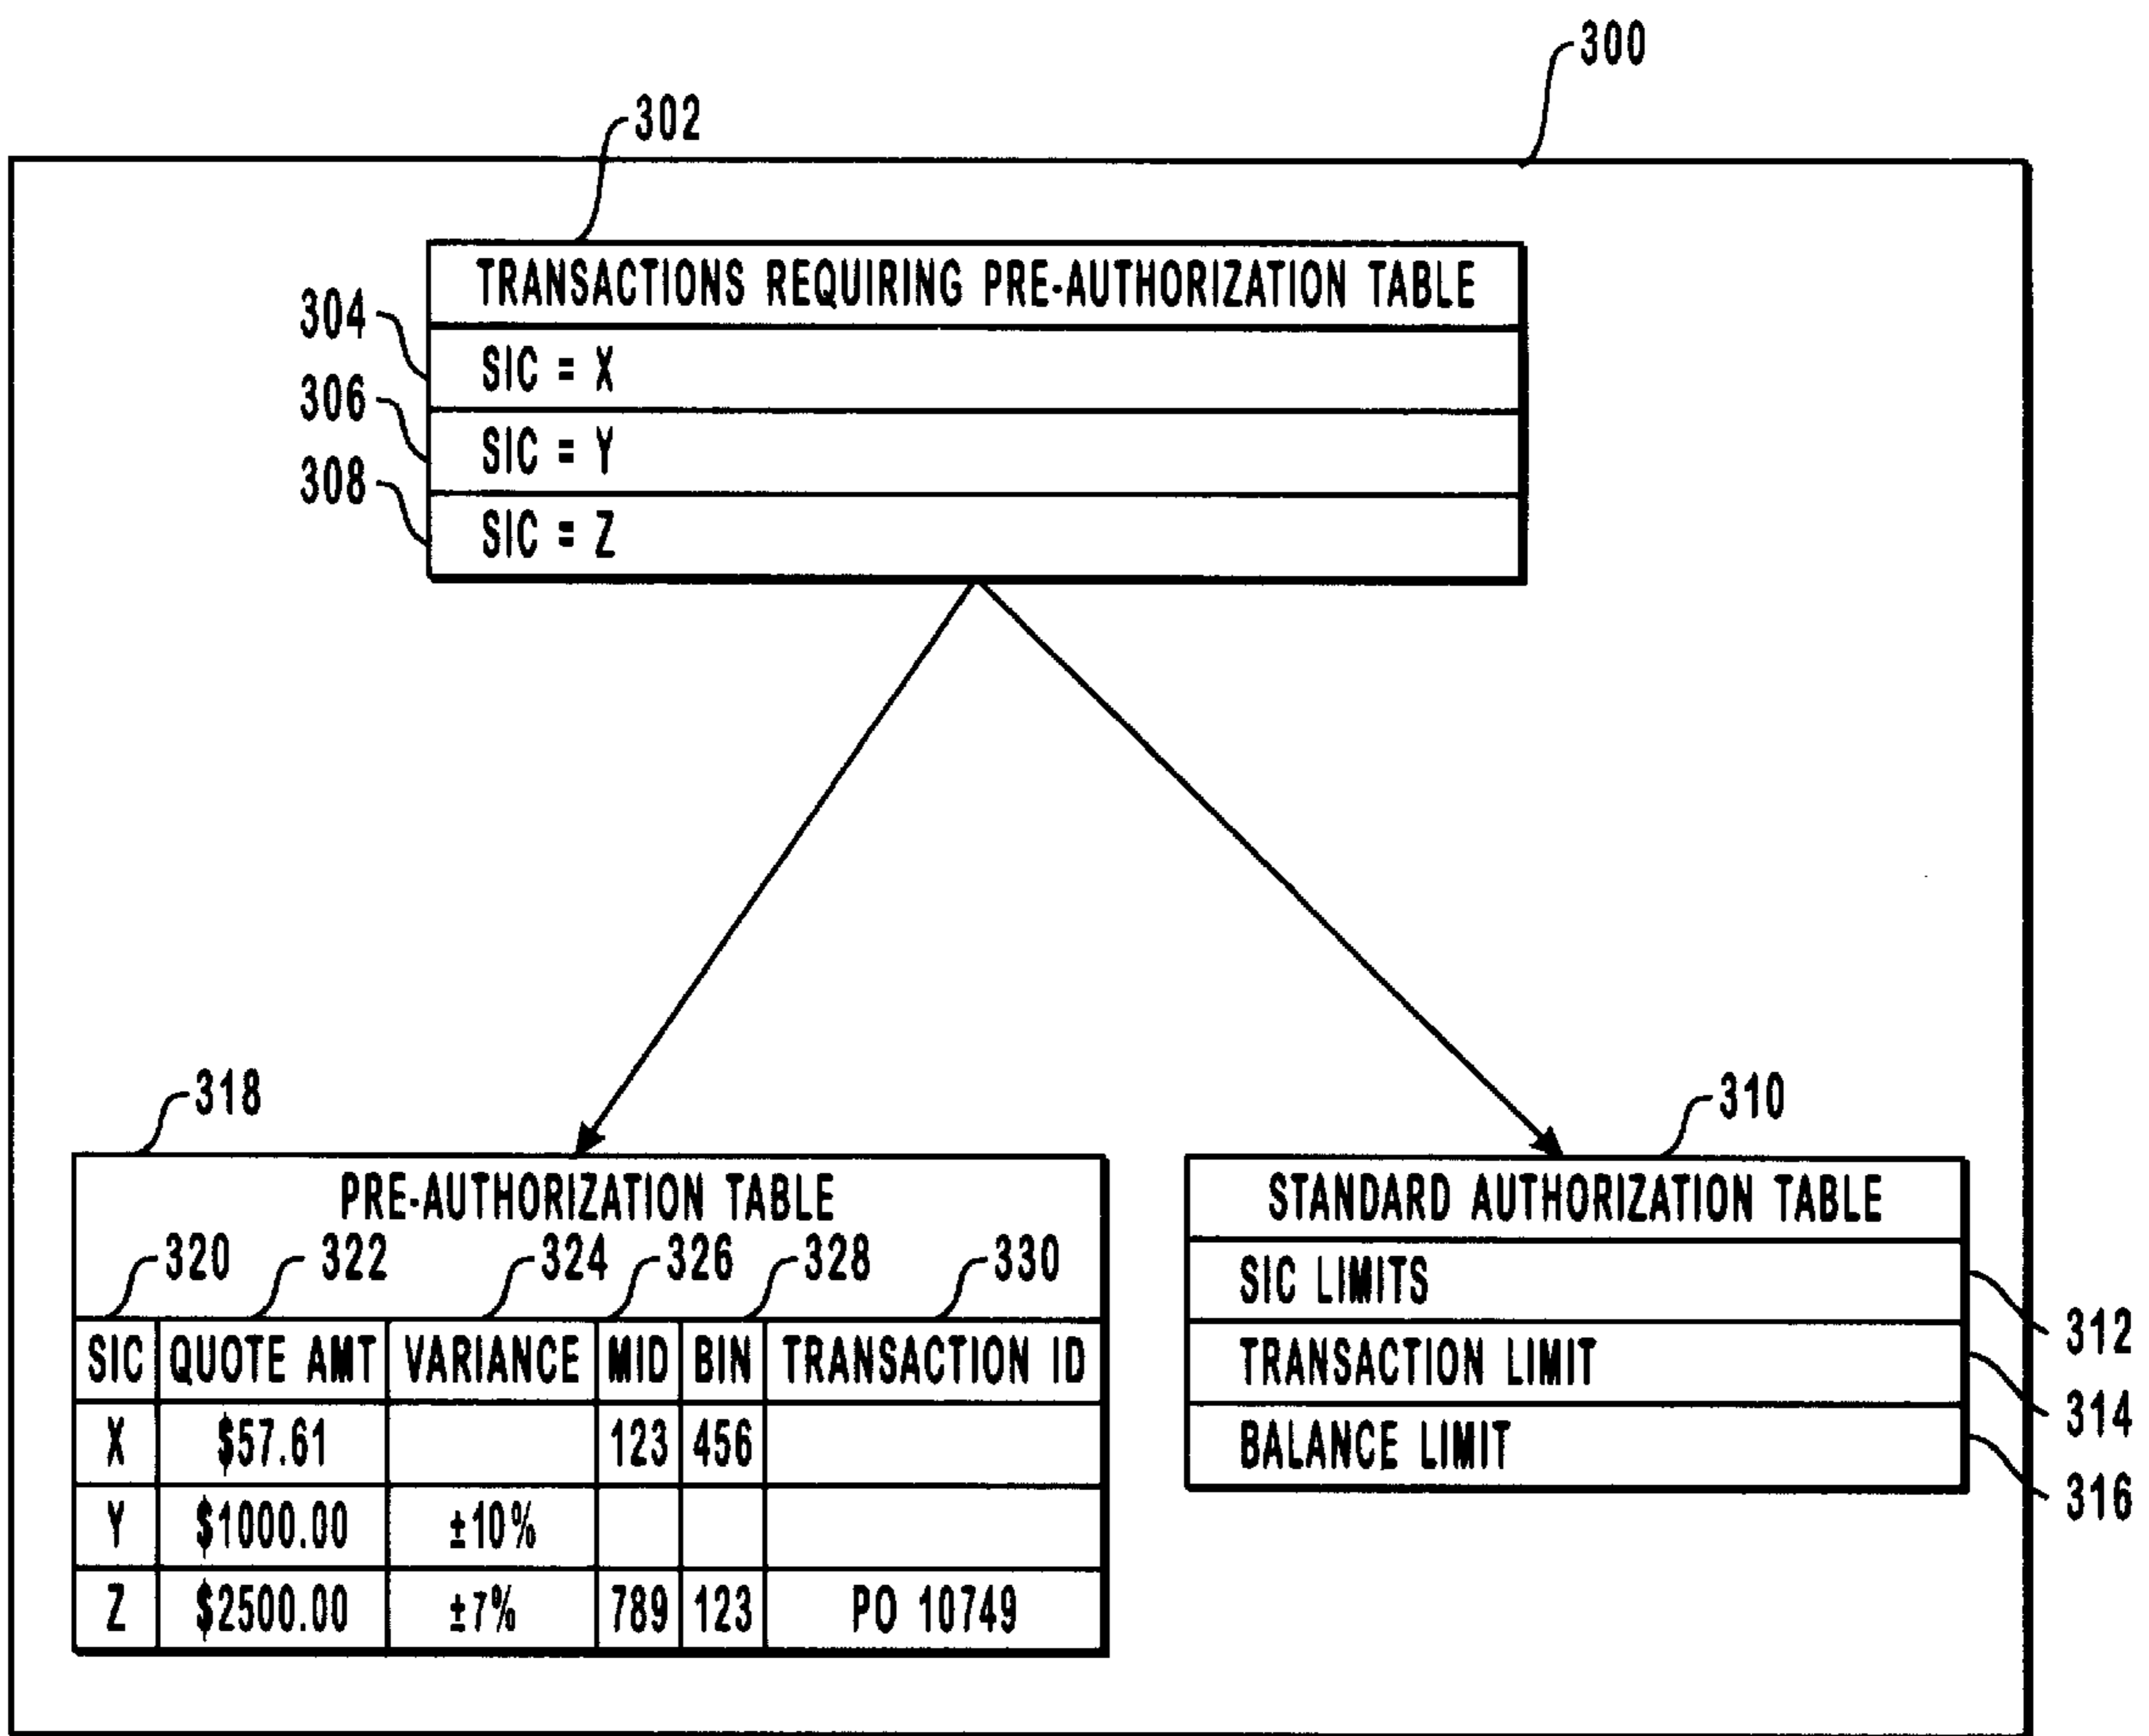 300
302
TRANSACTIONS REQUIRING PRE-AUTHORIZATION TABLE
304
SIC = X
306
SIC = Y
308
SIC = Z
318
310
PRE-AUTHORIZATION TABLE
STANDARD AUTHORIZATION TABLE
320 322 324 326 328 330
SIC LIMITS
312
SIC QUOTE AMT VARIANCE MID BIN TRANSACTION ID
TRANSACTION LIMIT
314
X $57.61 123 456
BALANCE LIMIT
316
Y $1000.00 ±10%
Z $2500.00 ±7% 789 123 PO 10749